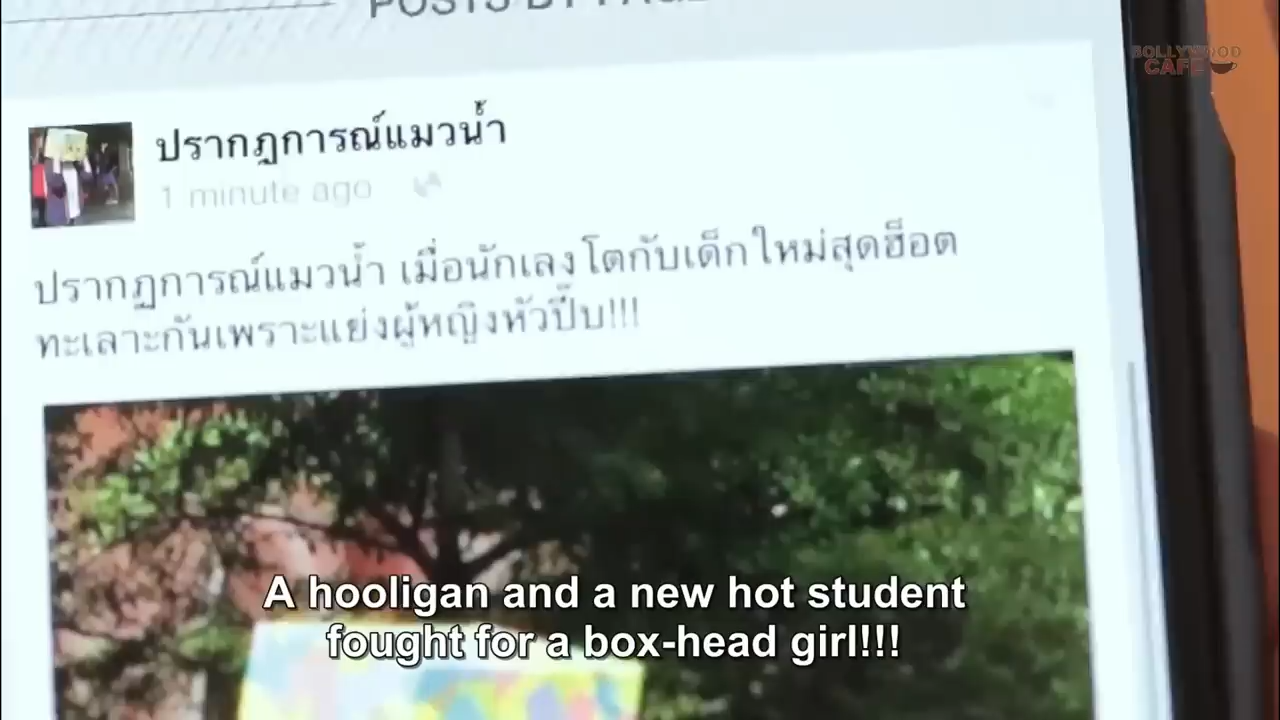 POSTS BY PAGE
BOLLYWOOD
CAFE
ปรากฏการณ์แมวน้ำ
1 minute ago
ปรากฏการณ์แมวน้ำ เมื่อนักเลงโตกับเด็กใหม่สุดฮ็อต
ทะเลาะกันเพราะแย่งผู้หญิงหัวปี๊บ!!!
A hooligan and a new hot student
fought for a box-head girl!!!